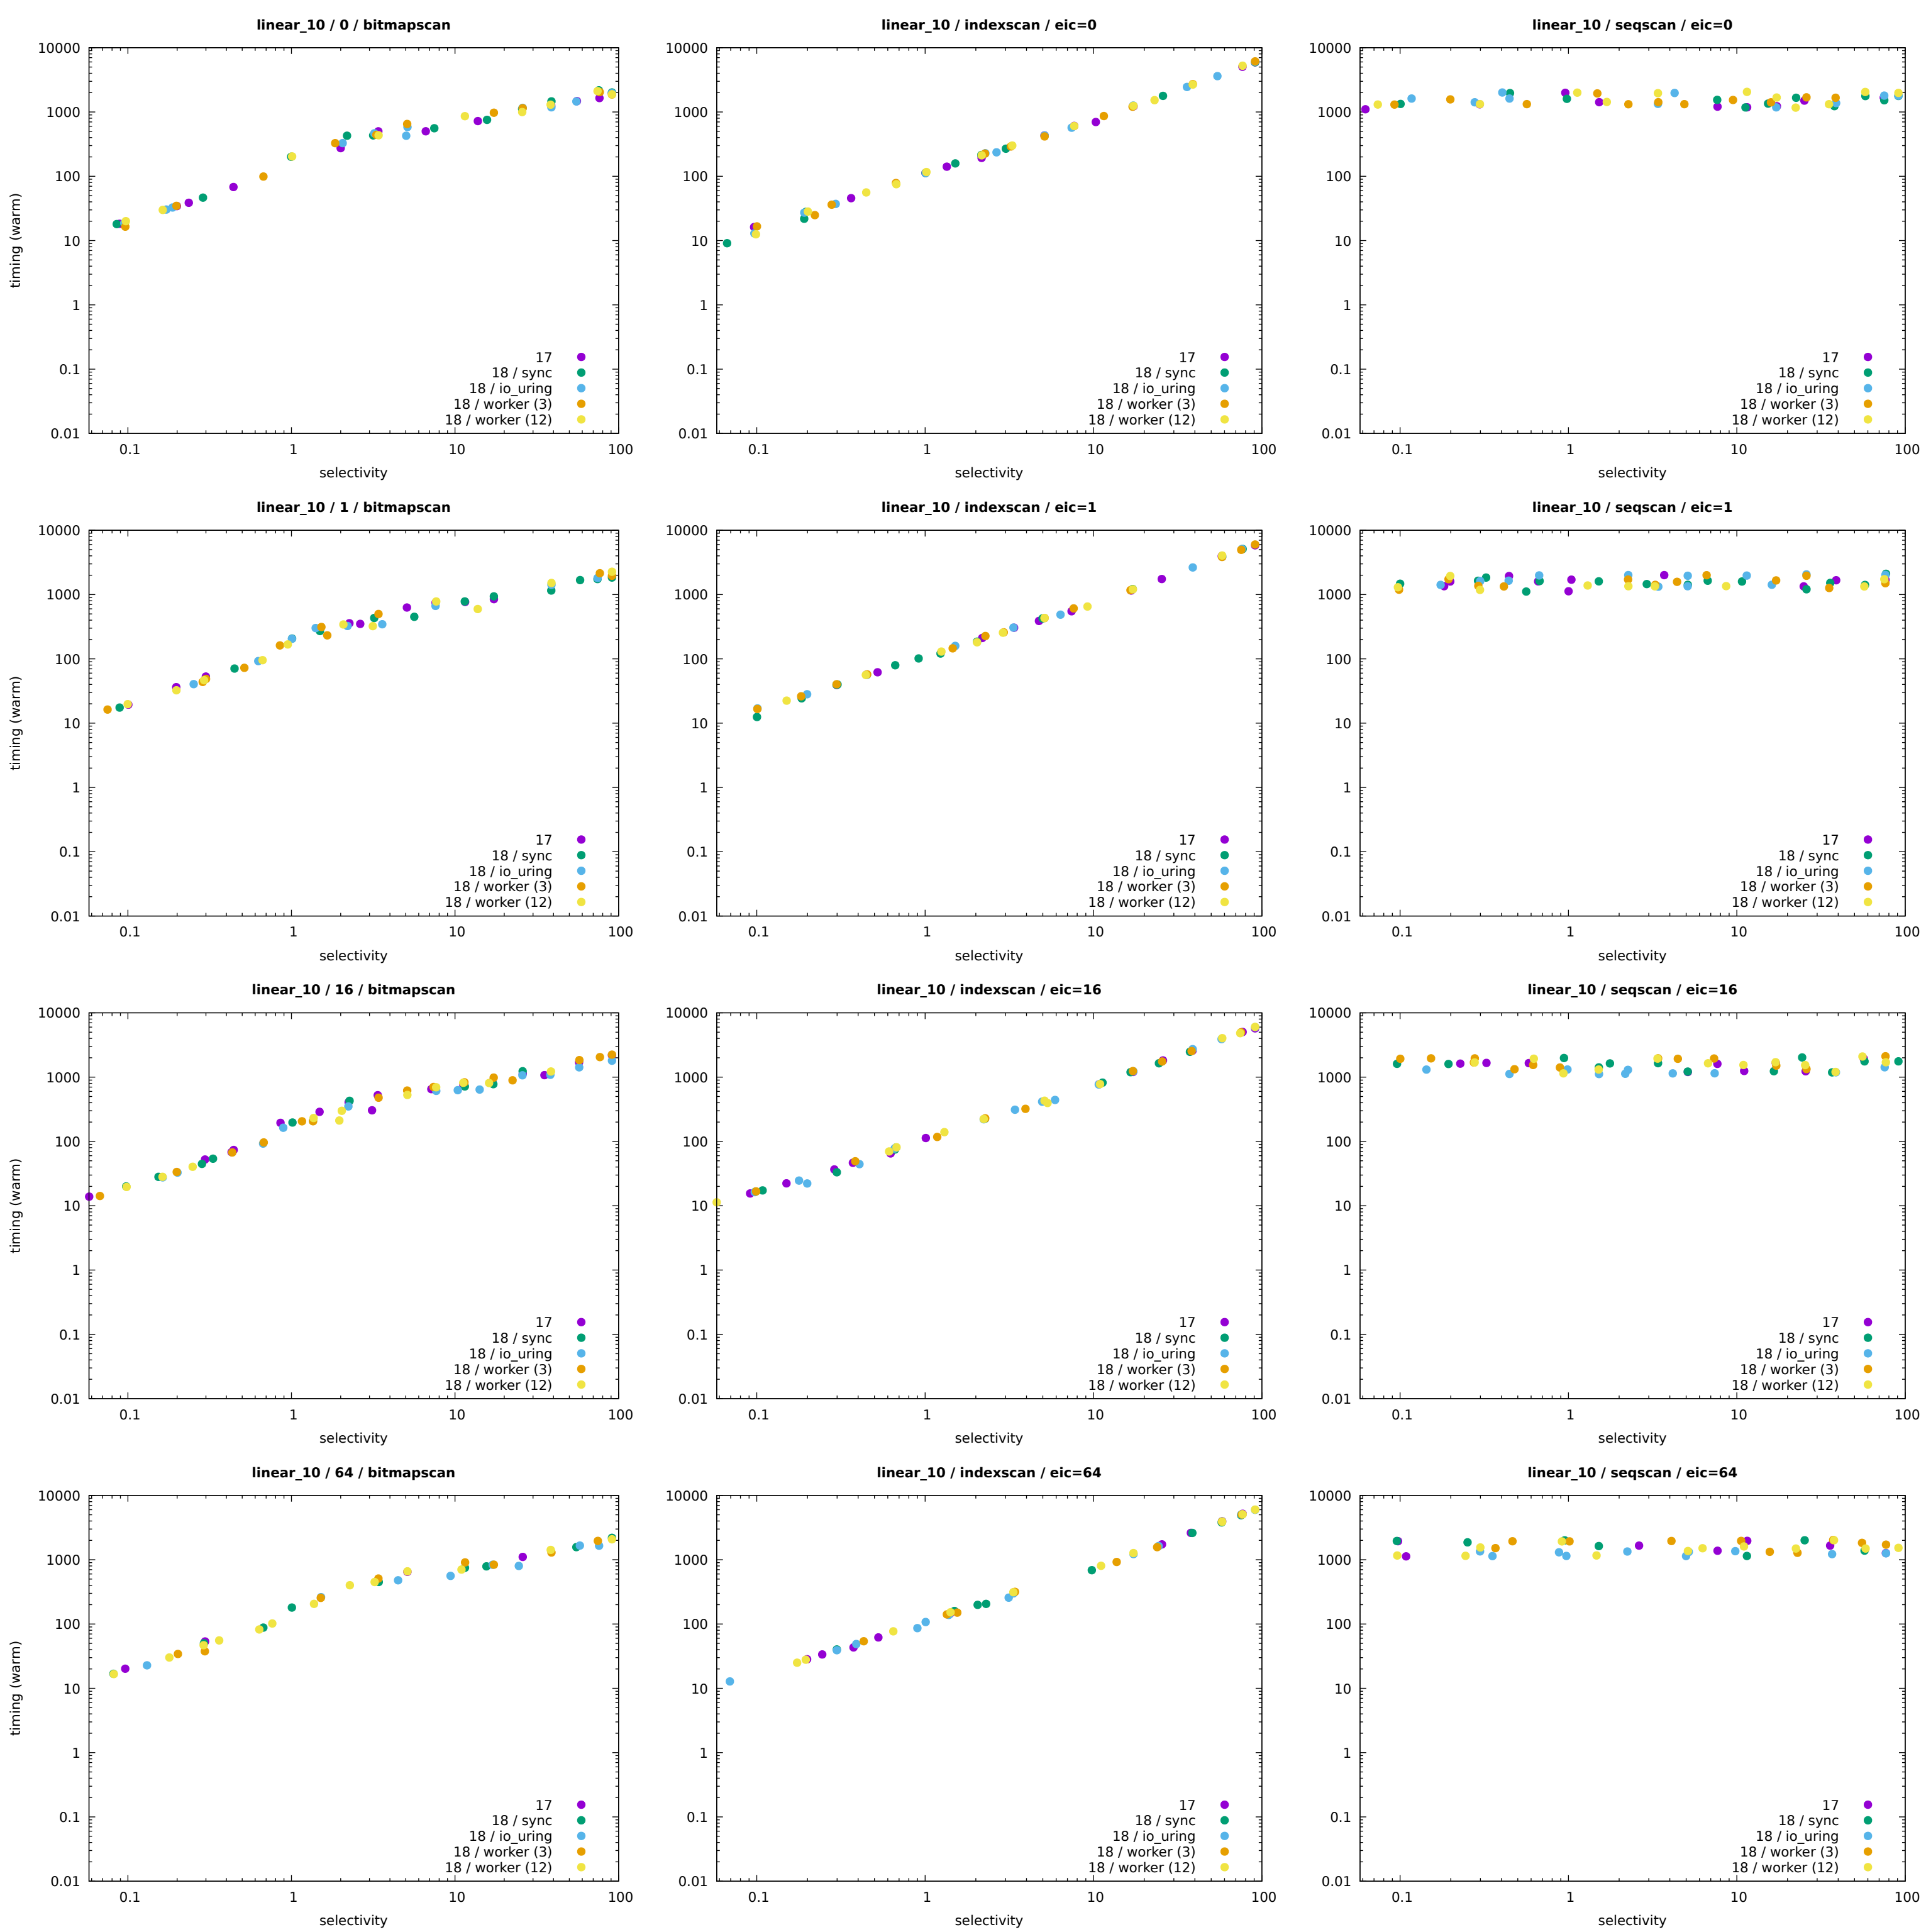 linear_10 / 0 / bitmapscan
timing (warm)
10000
1000
100
10
1
0.1
0.01
17
18 / sync
18 / io_uring
18 / worker (3)
18 / worker (12)
0.1 1 10 100
selectivity
linear_10 / indexscan / eic=0
10000
1000
100
10
1
0.1
0.01
17
18 / sync
18 / io_uring
18 / worker (3)
18 / worker (12)
0.1 1 10 100
selectivity
linear_10 / seqscan / eic=0
10000
1000
100
10
1
0.1
0.01
17
18 / sync
18 / io_uring
18 / worker (3)
18 / worker (12)
0.1 1 10 100
selectivity
linear_10 / 1 / bitmapscan
timing (warm)
10000
1000
100
10
1
0.1
0.01
17
18 / sync
18 / io_uring
18 / worker (3)
18 / worker (12)
0.1 1 10 100
selectivity
linear_10 / indexscan / eic=1
10000
1000
100
10
1
0.1
0.01
17
18 / sync
18 / io_uring
18 / worker (3)
18 / worker (12)
0.1 1 10 100
selectivity
linear_10 / seqscan / eic=1
10000
1000
100
10
1
0.1
0.01
17
18 / sync
18 / io_uring
18 / worker (3)
18 / worker (12)
0.1 1 10 100
selectivity
linear_10 / 16 / bitmapscan
timing (warm)
10000
1000
100
10
1
0.1
0.01
17
18 / sync
18 / io_uring
18 / worker (3)
18 / worker (12)
0.1 1 10 100
selectivity
linear_10 / indexscan / eic=16
10000
1000
100
10
1
0.1
0.01
17
18 / sync
18 / io_uring
18 / worker (3)
18 / worker (12)
0.1 1 10 100
selectivity
linear_10 / seqscan / eic=16
10000
1000
100
10
1
0.1
0.01
17
18 / sync
18 / io_uring
18 / worker (3)
18 / worker (12)
0.1 1 10 100
selectivity
linear_10 / 64 / bitmapscan
timing (warm)
10000
1000
100
10
1
0.1
0.01
17
18 / sync
18 / io_uring
18 / worker (3)
18 / worker (12)
0.1 1 10 100
selectivity
linear_10 / indexscan / eic=64
10000
1000
100
10
1
0.1
0.01
17
18 / sync
18 / io_uring
18 / worker (3)
18 / worker (12)
0.1 1 10 100
selectivity
linear_10 / seqscan / eic=64
10000
1000
100
10
1
0.1
0.01
17
18 / sync
18 / io_uring
18 / worker (3)
18 / worker (12)
0.1 1 10 100
selectivity